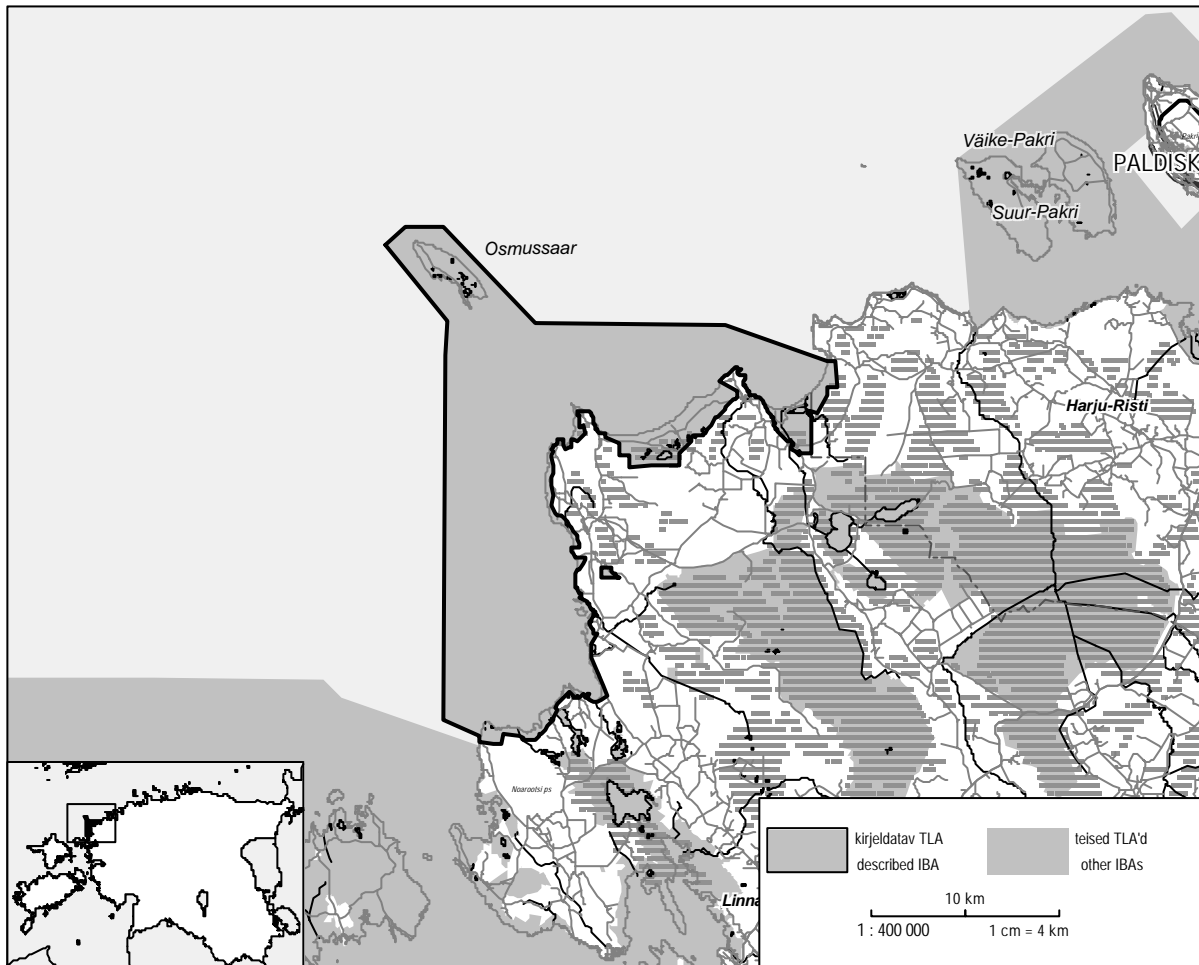 Väike-Pakri
Pakri
PALDISK
Suur-Pakri
Osmussaar
Harju-Risti
Noarootsi ps
Linna
kirjeldatav TLA
described IBA
teised TLA'd
other IBAs
10 km
1 : 400 000
1 cm = 4 km